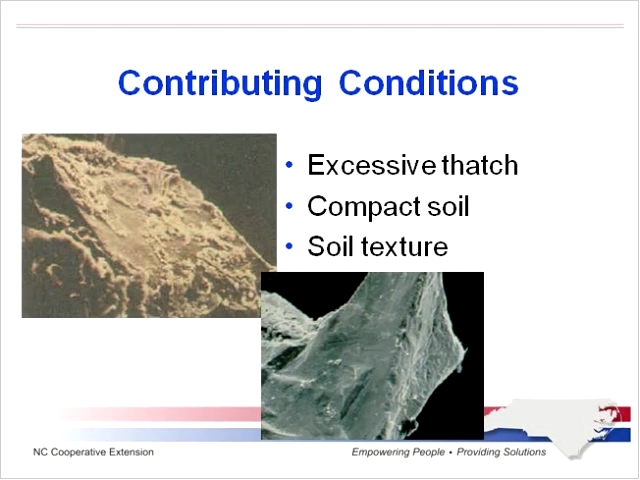 Contributing Conditions
• Excessive thatch
• Compact soil
• Soil texture
NC Cooperative Extension
Empowering People • Providing Solutions